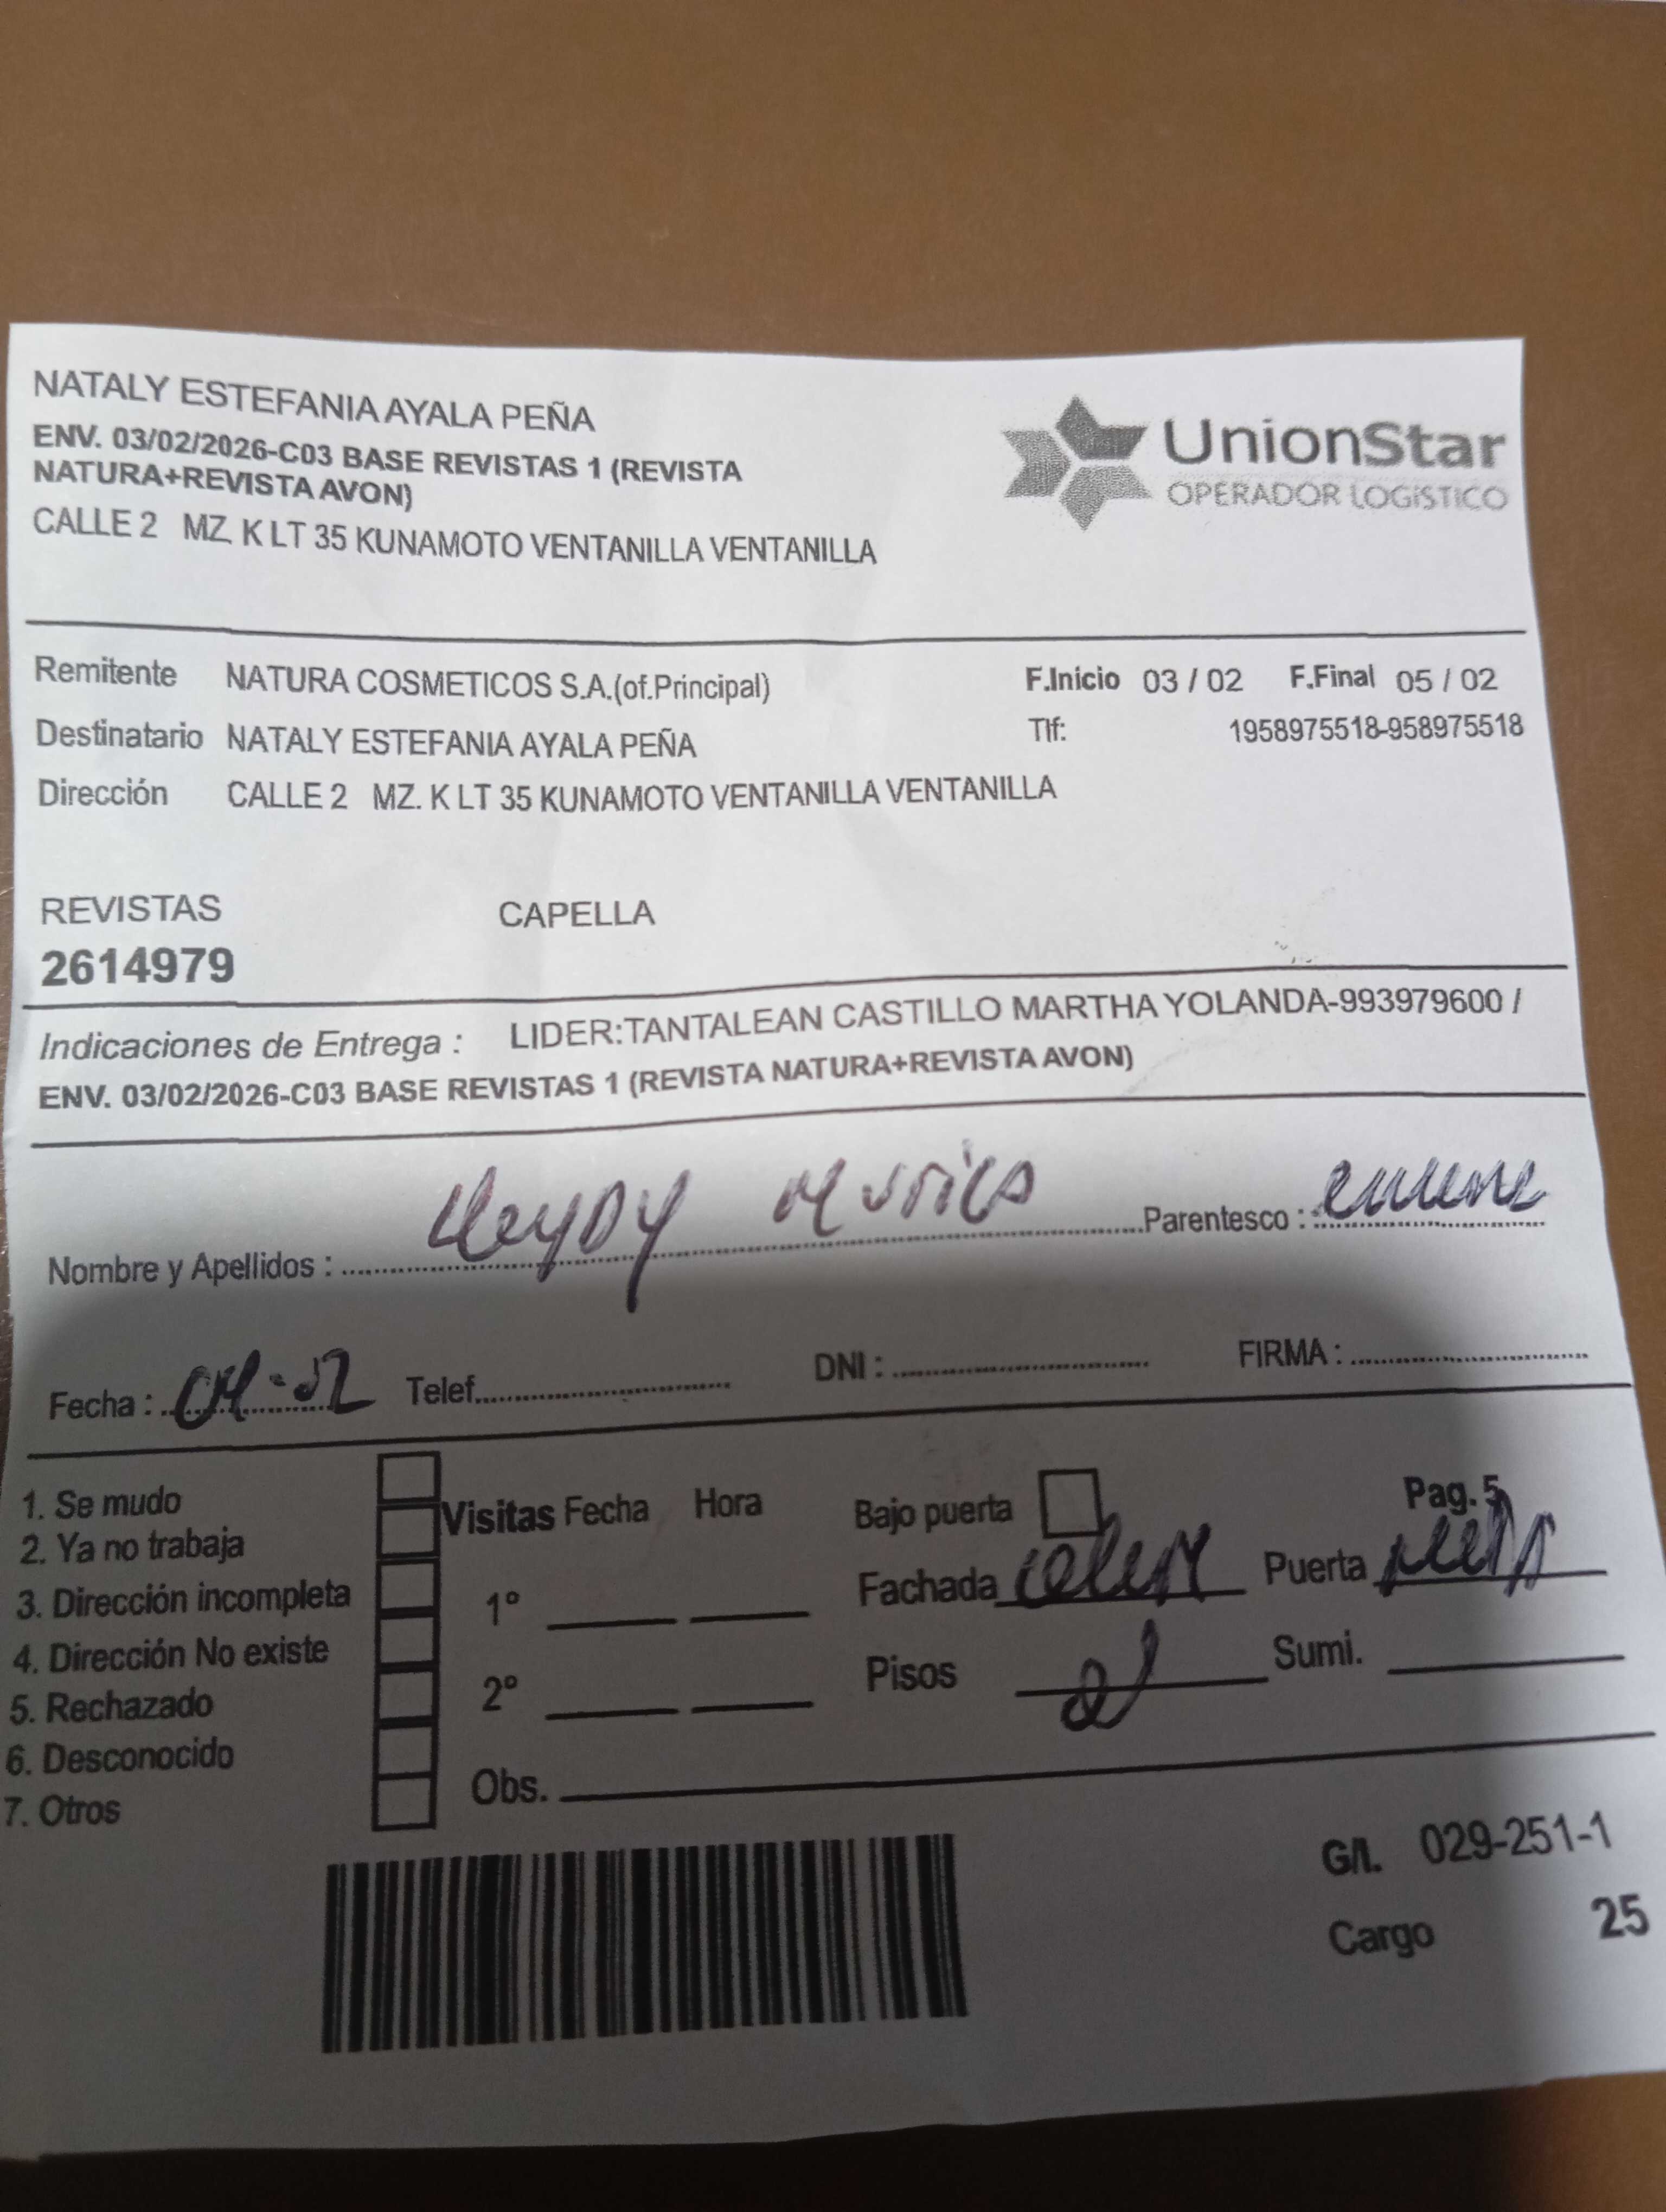 NATALY ESTEFANIA AYALA PEÑA
ENV. 03/02/2026-C03 BASE REVISTAS 1 (REVISTA
NATURA+REVISTA AVON)
CALLE 2 MZ. K LT 35 KUNAMOTO VENTANILLA VENTANILLA
UnionStar
OPERADOR LOGISTICO
Remitente NATURA COSMETICOS S.A.(of.Principal) F.Inicio 03 / 02 F.Final 05 / 02
Destinatario NATALY ESTEFANIA AYALA PEÑA Tlf: 1958975518-958975518
Dirección CALLE 2 MZ. K LT 35 KUNAMOTO VENTANILLA VENTANILLA
REVISTAS CAPELLA
2614979
Indicaciones de Entrega : LIDER:TANTALEAN CASTILLO MARTHA YOLANDA-993979600 /
ENV. 03/02/2026-C03 BASE REVISTAS 1 (REVISTA NATURA+REVISTA AVON)
Nombre y Apellidos : Parentesco :
Fecha : 04-02 Telef. DNI : FIRMA :
1. Se mudo
2. Ya no trabaja
3. Dirección incompleta
4. Dirección No existe
5. Rechazado
6. Desconocido
7. Otros
Visitas Fecha Hora
1°
2°
Obs.
Bajo puerta Pag. 5
Fachada Puerta
Pisos Sumi.
G/L. 029-251-1
Cargo 25